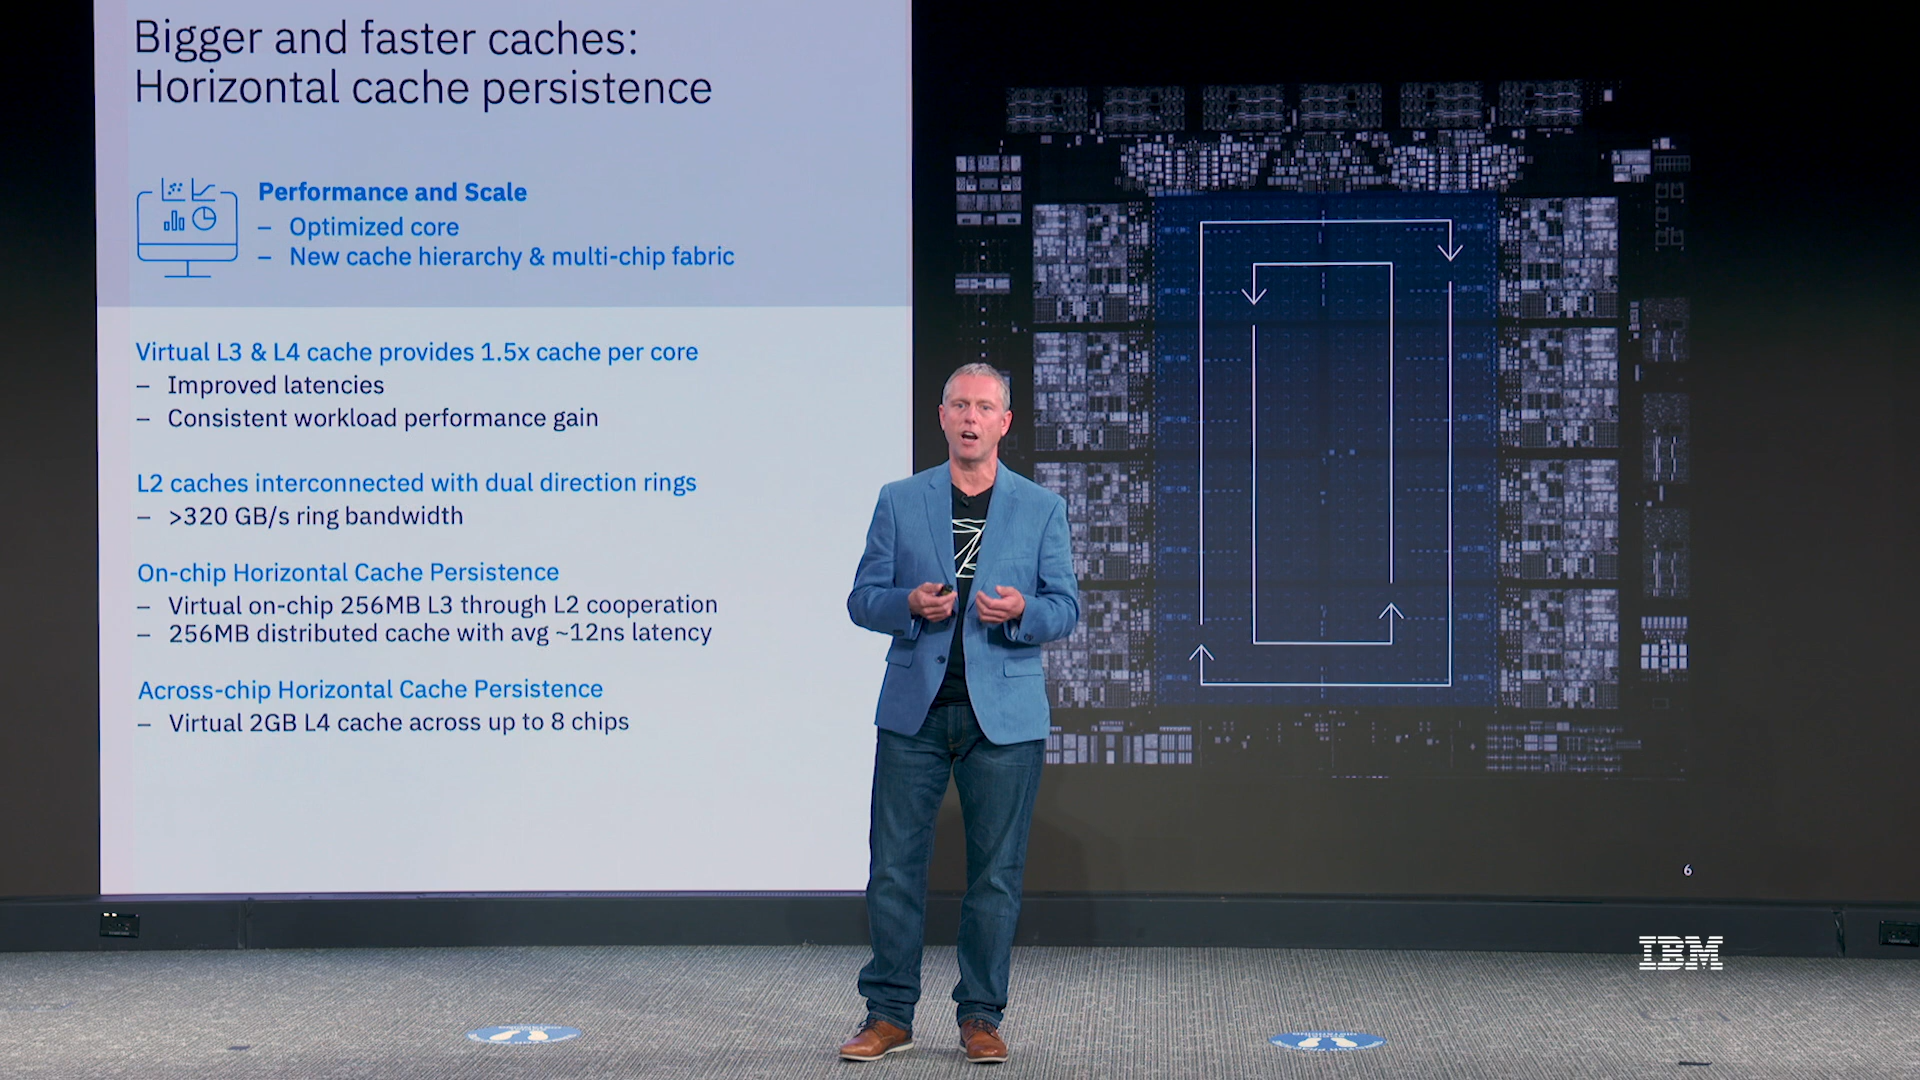 Bigger and faster caches:
Horizontal cache persistence
Performance and Scale
– Optimized core
– New cache hierarchy & multi-chip fabric
Virtual L3 & L4 cache provides 1.5x cache per core
– Improved latencies
– Consistent workload performance gain
L2 caches interconnected with dual direction rings
– >320 GB/s ring bandwidth
On-chip Horizontal Cache Persistence
– Virtual on-chip 256MB L3 through L2 cooperation
– 256MB distributed cache with avg ~12ns latency
Across-chip Horizontal Cache Persistence
– Virtual 2GB L4 cache across up to 8 chips
6
IBM